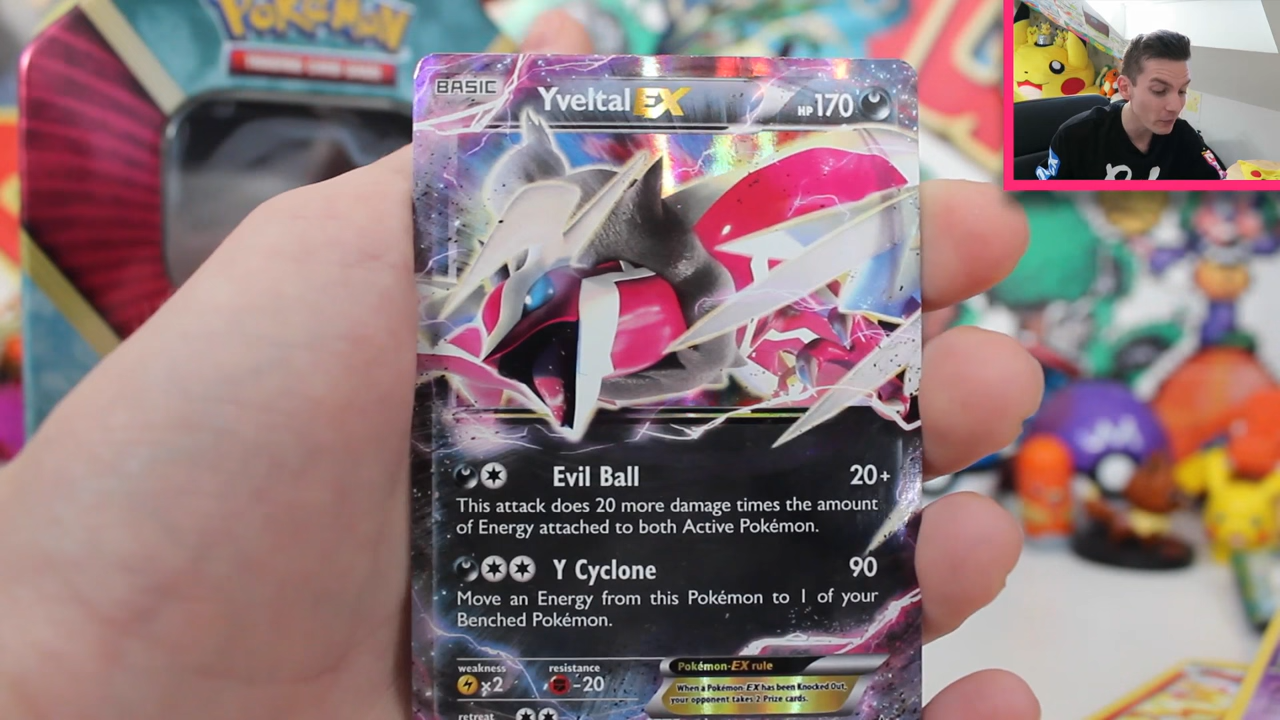 POKÉMON
BASIC
Yveltal EX
HP170
Evil Ball 20+
This attack does 20 more damage times the amount
of Energy attached to both Active Pokémon.
Y Cyclone 90
Move an Energy from this Pokémon to 1 of your
Benched Pokémon.
weakness resistance
×2 -20
Pokémon-EX rule
When a Pokémon-EX has been Knocked Out,
your opponent takes 2 Prize cards.
retreat